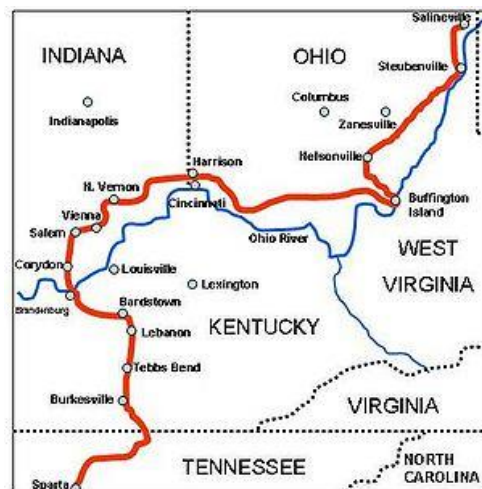 Salineville
INDIANA
OHIO
Steubenville
Columbus
Indianapolis
Zanesville
Nelsonville
Harrison
N. Vernon
Cincinnati
Buffington
Island
Vienna
Salem
Ohio River
WEST
VIRGINIA
Corydon
Louisville
Lexington
Brandenburg
Bardstown
KENTUCKY
Lebanon
Tebbs Bend
Burkesville
VIRGINIA
TENNESSEE
NORTH
CAROLINA
Sparta